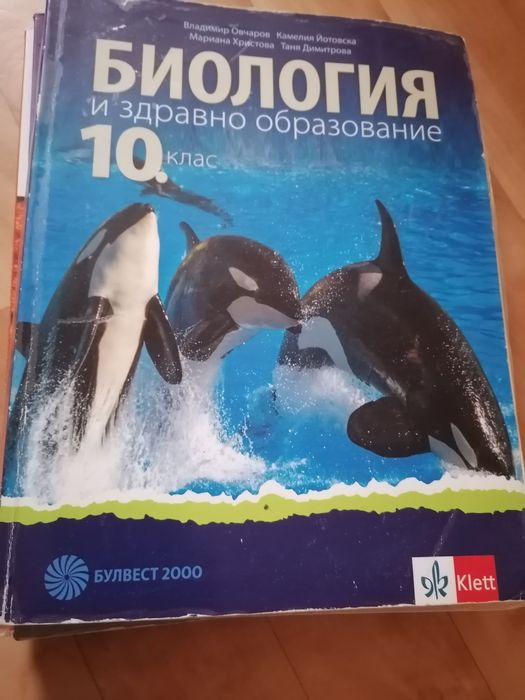 Владимир Овчаров Камелия Йотовска
Мариана Христова Таня Димитрова
БИОЛОГИЯ
и здравно образование
10. клас
БУЛВЕСТ 2000
Klett